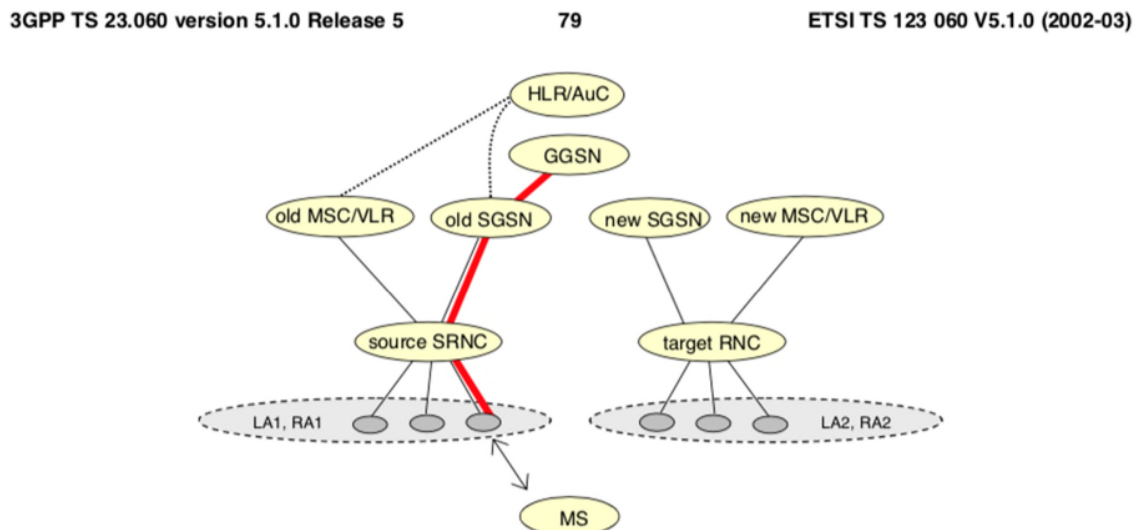 3GPP TS 23.060 version 5.1.0 Release 5 79 ETSI TS 123 060 V5.1.0 (2002-03)
HLR/AuC
GGSN
old MSC/VLR old SGSN new SGSN new MSC/VLR
source SRNC target RNC
LA1, RA1 LA2, RA2
MS